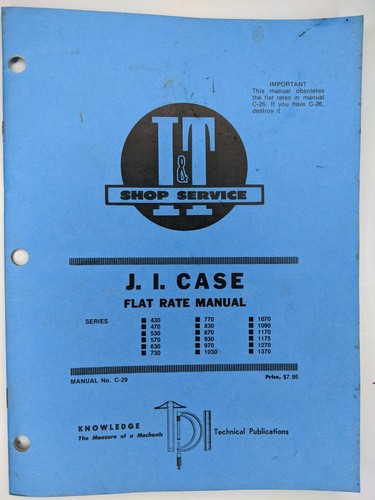 IMPORTANT
This manual obsoletes
the flat rates in manual
C-26. If you have C-26,
destroy it.
I&T
SHOP SERVICE
J. I. CASE
FLAT RATE MANUAL
SERIES
430 770 1070
470 830 1090
530 870 1170
570 930 1175
630 970 1270
730 1030 1370
MANUAL No. C-29 Price, $7.95
KNOWLEDGE
The Measure of a Mechanic
Technical Publications